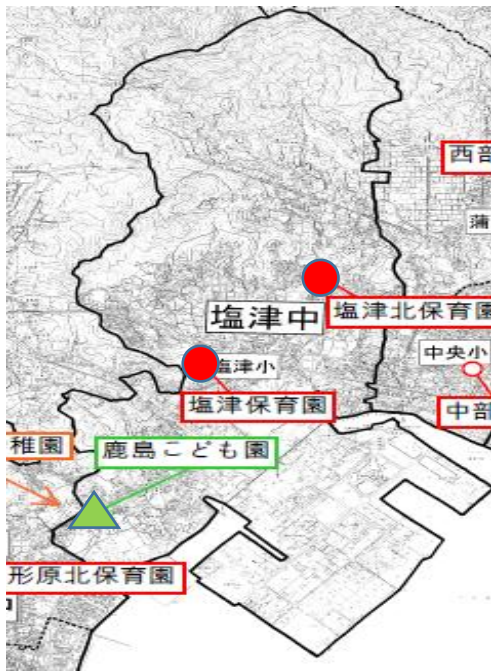 西部
蒲
塩津北保育園
塩津中
塩津小
中央小
塩津保育園
中部
稚園
鹿島こども園
形原北保育園